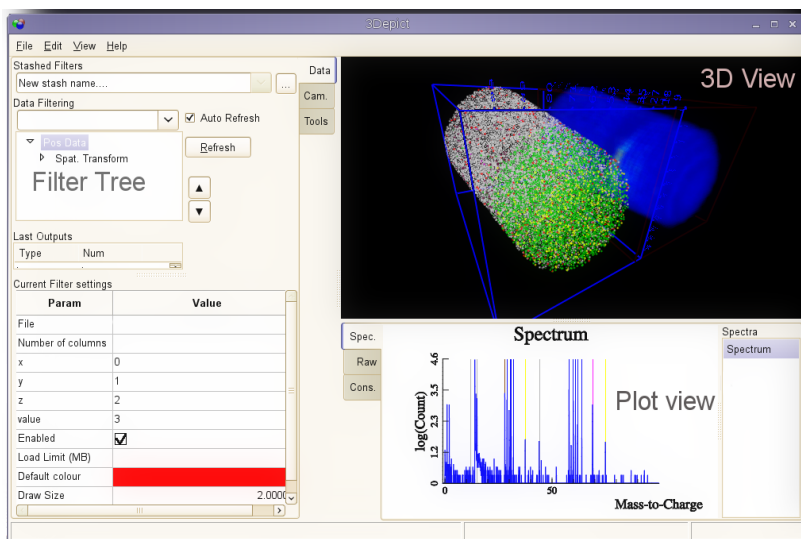 3Depict
File Edit View Help
Stashed Filters
New stash name....
...
Data Filtering
Auto Refresh
Pos Data
Spat. Transform
Filter Tree
Refresh
Last Outputs
Type Num
Current Filter settings
Param Value
File
Number of columns
x 0
y 1
z 2
value 3
Enabled
Load Limit (MB)
Default colour
Draw Size 2.0000
Data
Cam.
Tools
3D View
Spec.
Raw
Cons.
Spectrum
4.6
3.5
2.3
1.2
0
log(Count)
0 50
Mass-to-Charge
Plot view
Spectra
Spectrum